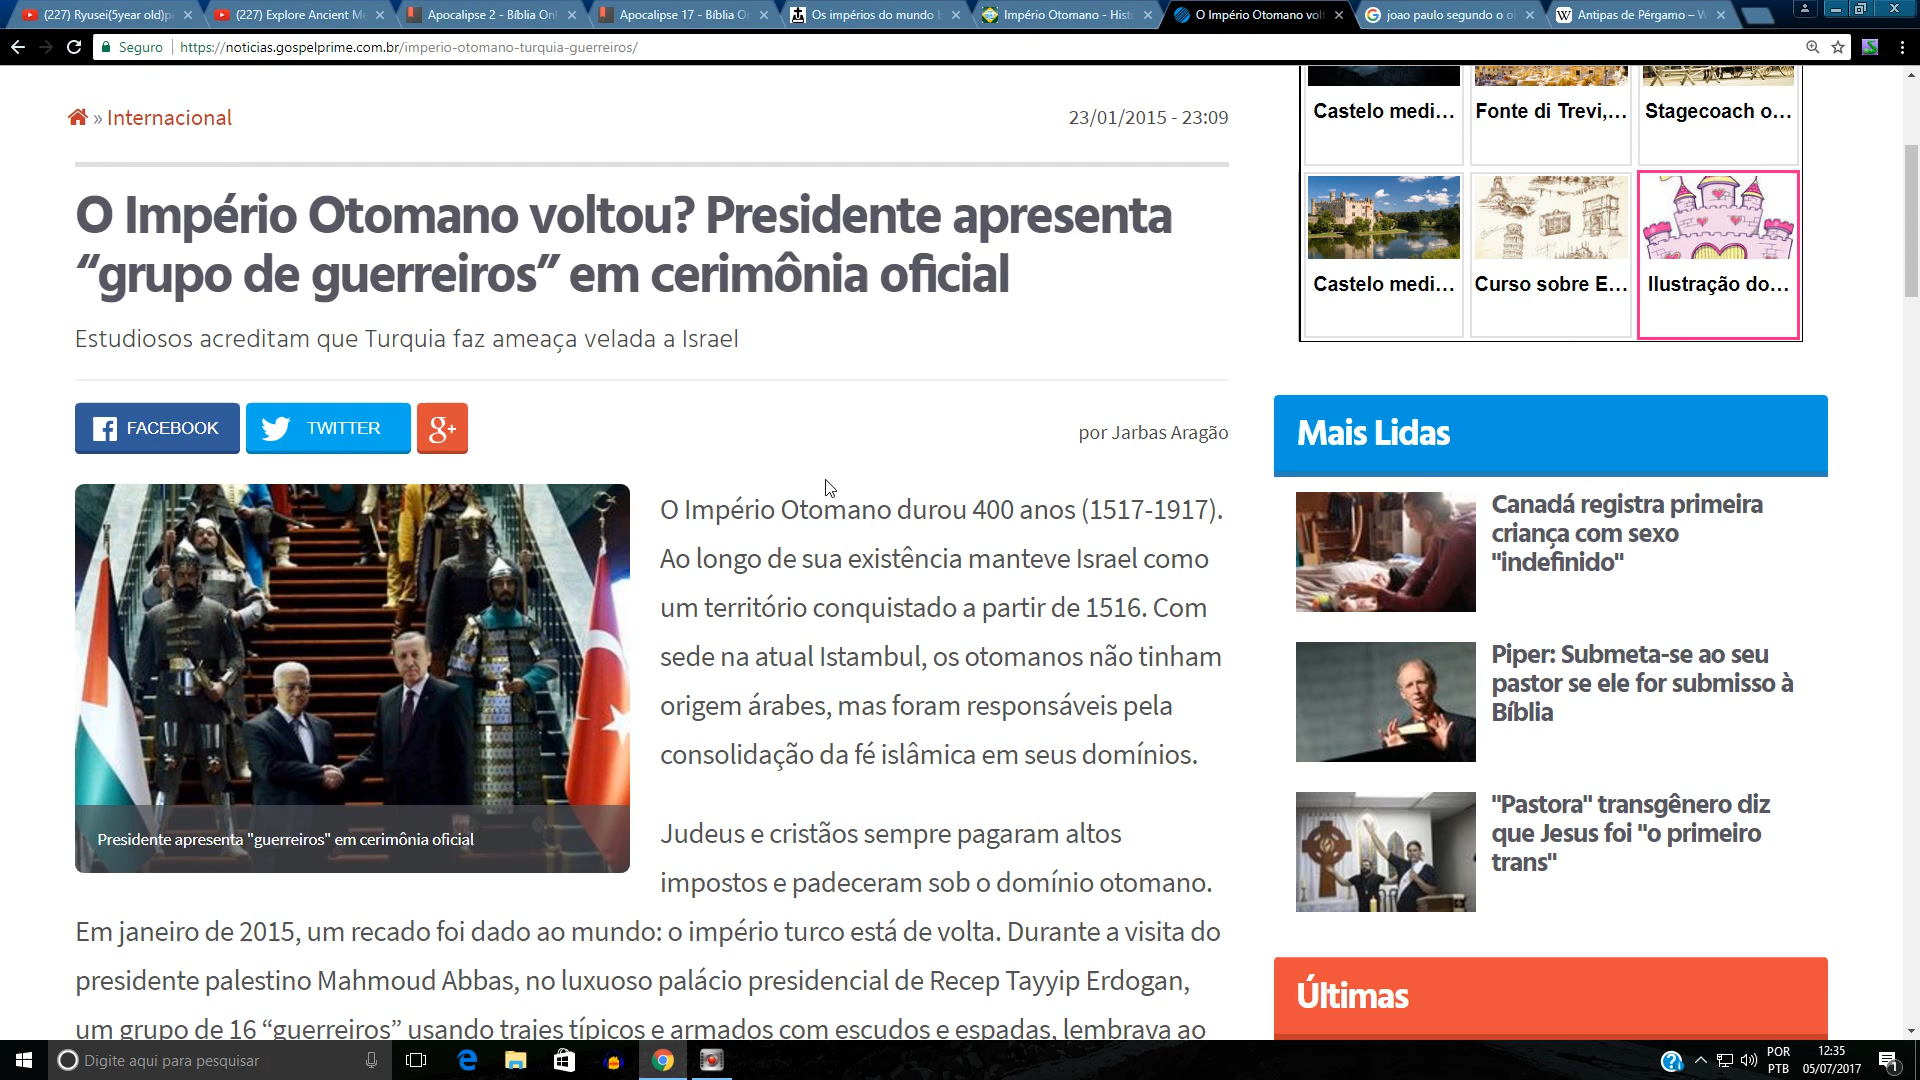 (227) Ryusei(5year old)p
(227) Explore Ancient M
Apocalipse 2 - Bíblia Onl
Apocalipse 17 - Bíblia O
Os impérios do mundo
Império Otomano - Hist
O Império Otomano vol
joao paulo segundo o
Antipas de Pérgamo –
Seguro
https://noticias.gospelprime.com.br/imperio-otomano-turquia-guerreiros/
» Internacional
23/01/2015 - 23:09
O Império Otomano voltou? Presidente apresenta
“grupo de guerreiros” em cerimônia oficial
Estudiosos acreditam que Turquia faz ameaça velada a Israel
FACEBOOK
TWITTER
g+
por Jarbas Aragão
Presidente apresenta "guerreiros" em cerimônia oficial
O Império Otomano durou 400 anos (1517-1917).
Ao longo de sua existência manteve Israel como
um território conquistado a partir de 1516. Com
sede na atual Istambul, os otomanos não tinham
origem árabes, mas foram responsáveis pela
consolidação da fé islâmica em seus domínios.
Judeus e cristãos sempre pagaram altos
impostos e padeceram sob o domínio otomano.
Em janeiro de 2015, um recado foi dado ao mundo: o império turco está de volta. Durante a visita do
presidente palestino Mahmoud Abbas, no luxuoso palácio presidencial de Recep Tayyip Erdogan,
um grupo de 16 “guerreiros” usando trajes típicos e armados com escudos e espadas, lembrava ao
Castelo medi...
Fonte di Trevi,...
Stagecoach o...
Castelo medi...
Curso sobre E...
Ilustração do...
Mais Lidas
Canadá registra primeira
criança com sexo
"indefinido"
Piper: Submeta-se ao seu
pastor se ele for submisso à
Bíblia
"Pastora" transgênero diz
que Jesus foi "o primeiro
trans"
Últimas
Digite aqui para pesquisar
POR
PTB
12:35
05/07/2017
1